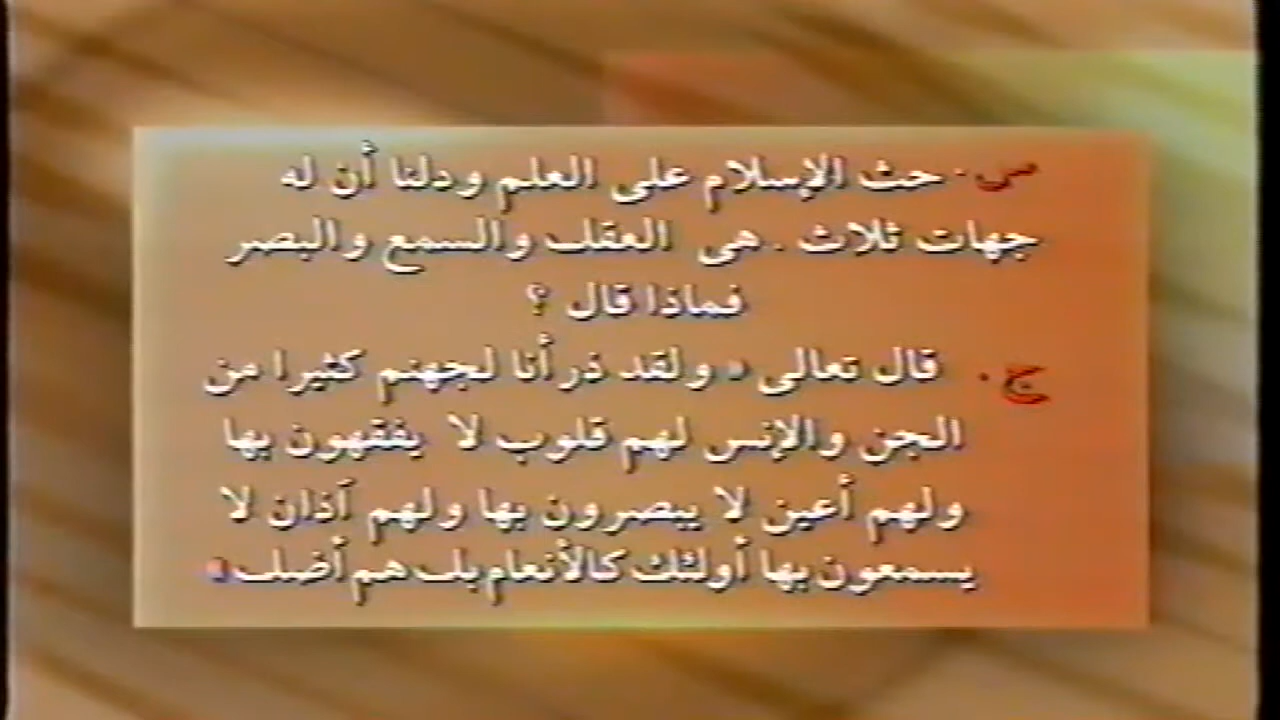 س . حث الإسلام على العلم ودلنا أن له
جهات ثلاث . هى العقل والسمع والبصر
فماذا قال ؟
ج . قال تعالى « ولقد ذرأنا لجهنم كثيرا من
الجن والإنس لهم قلوب لا يفقهون بها
ولهم أعين لا يبصرون بها ولهم آذان لا
يسمعون بها أولئك كالأنعام بل هم أضل »